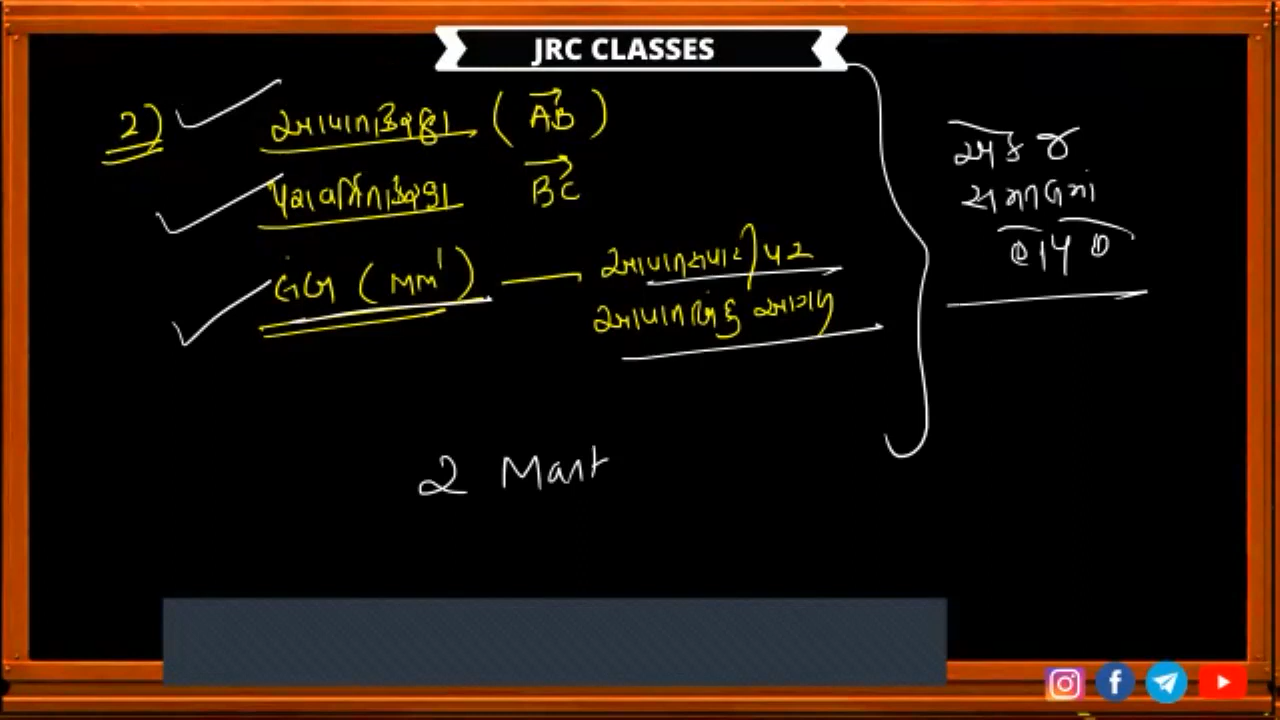 JRC CLASSES
2) આપાતકિરણ (AB)
પરાવર્તિતકિરણ BC
લંબ (MM') — આપાતસપાટી પર
આપાતબિંદુ આગળ
એક જ
સમતલમાં
હોય છે
2 Mark